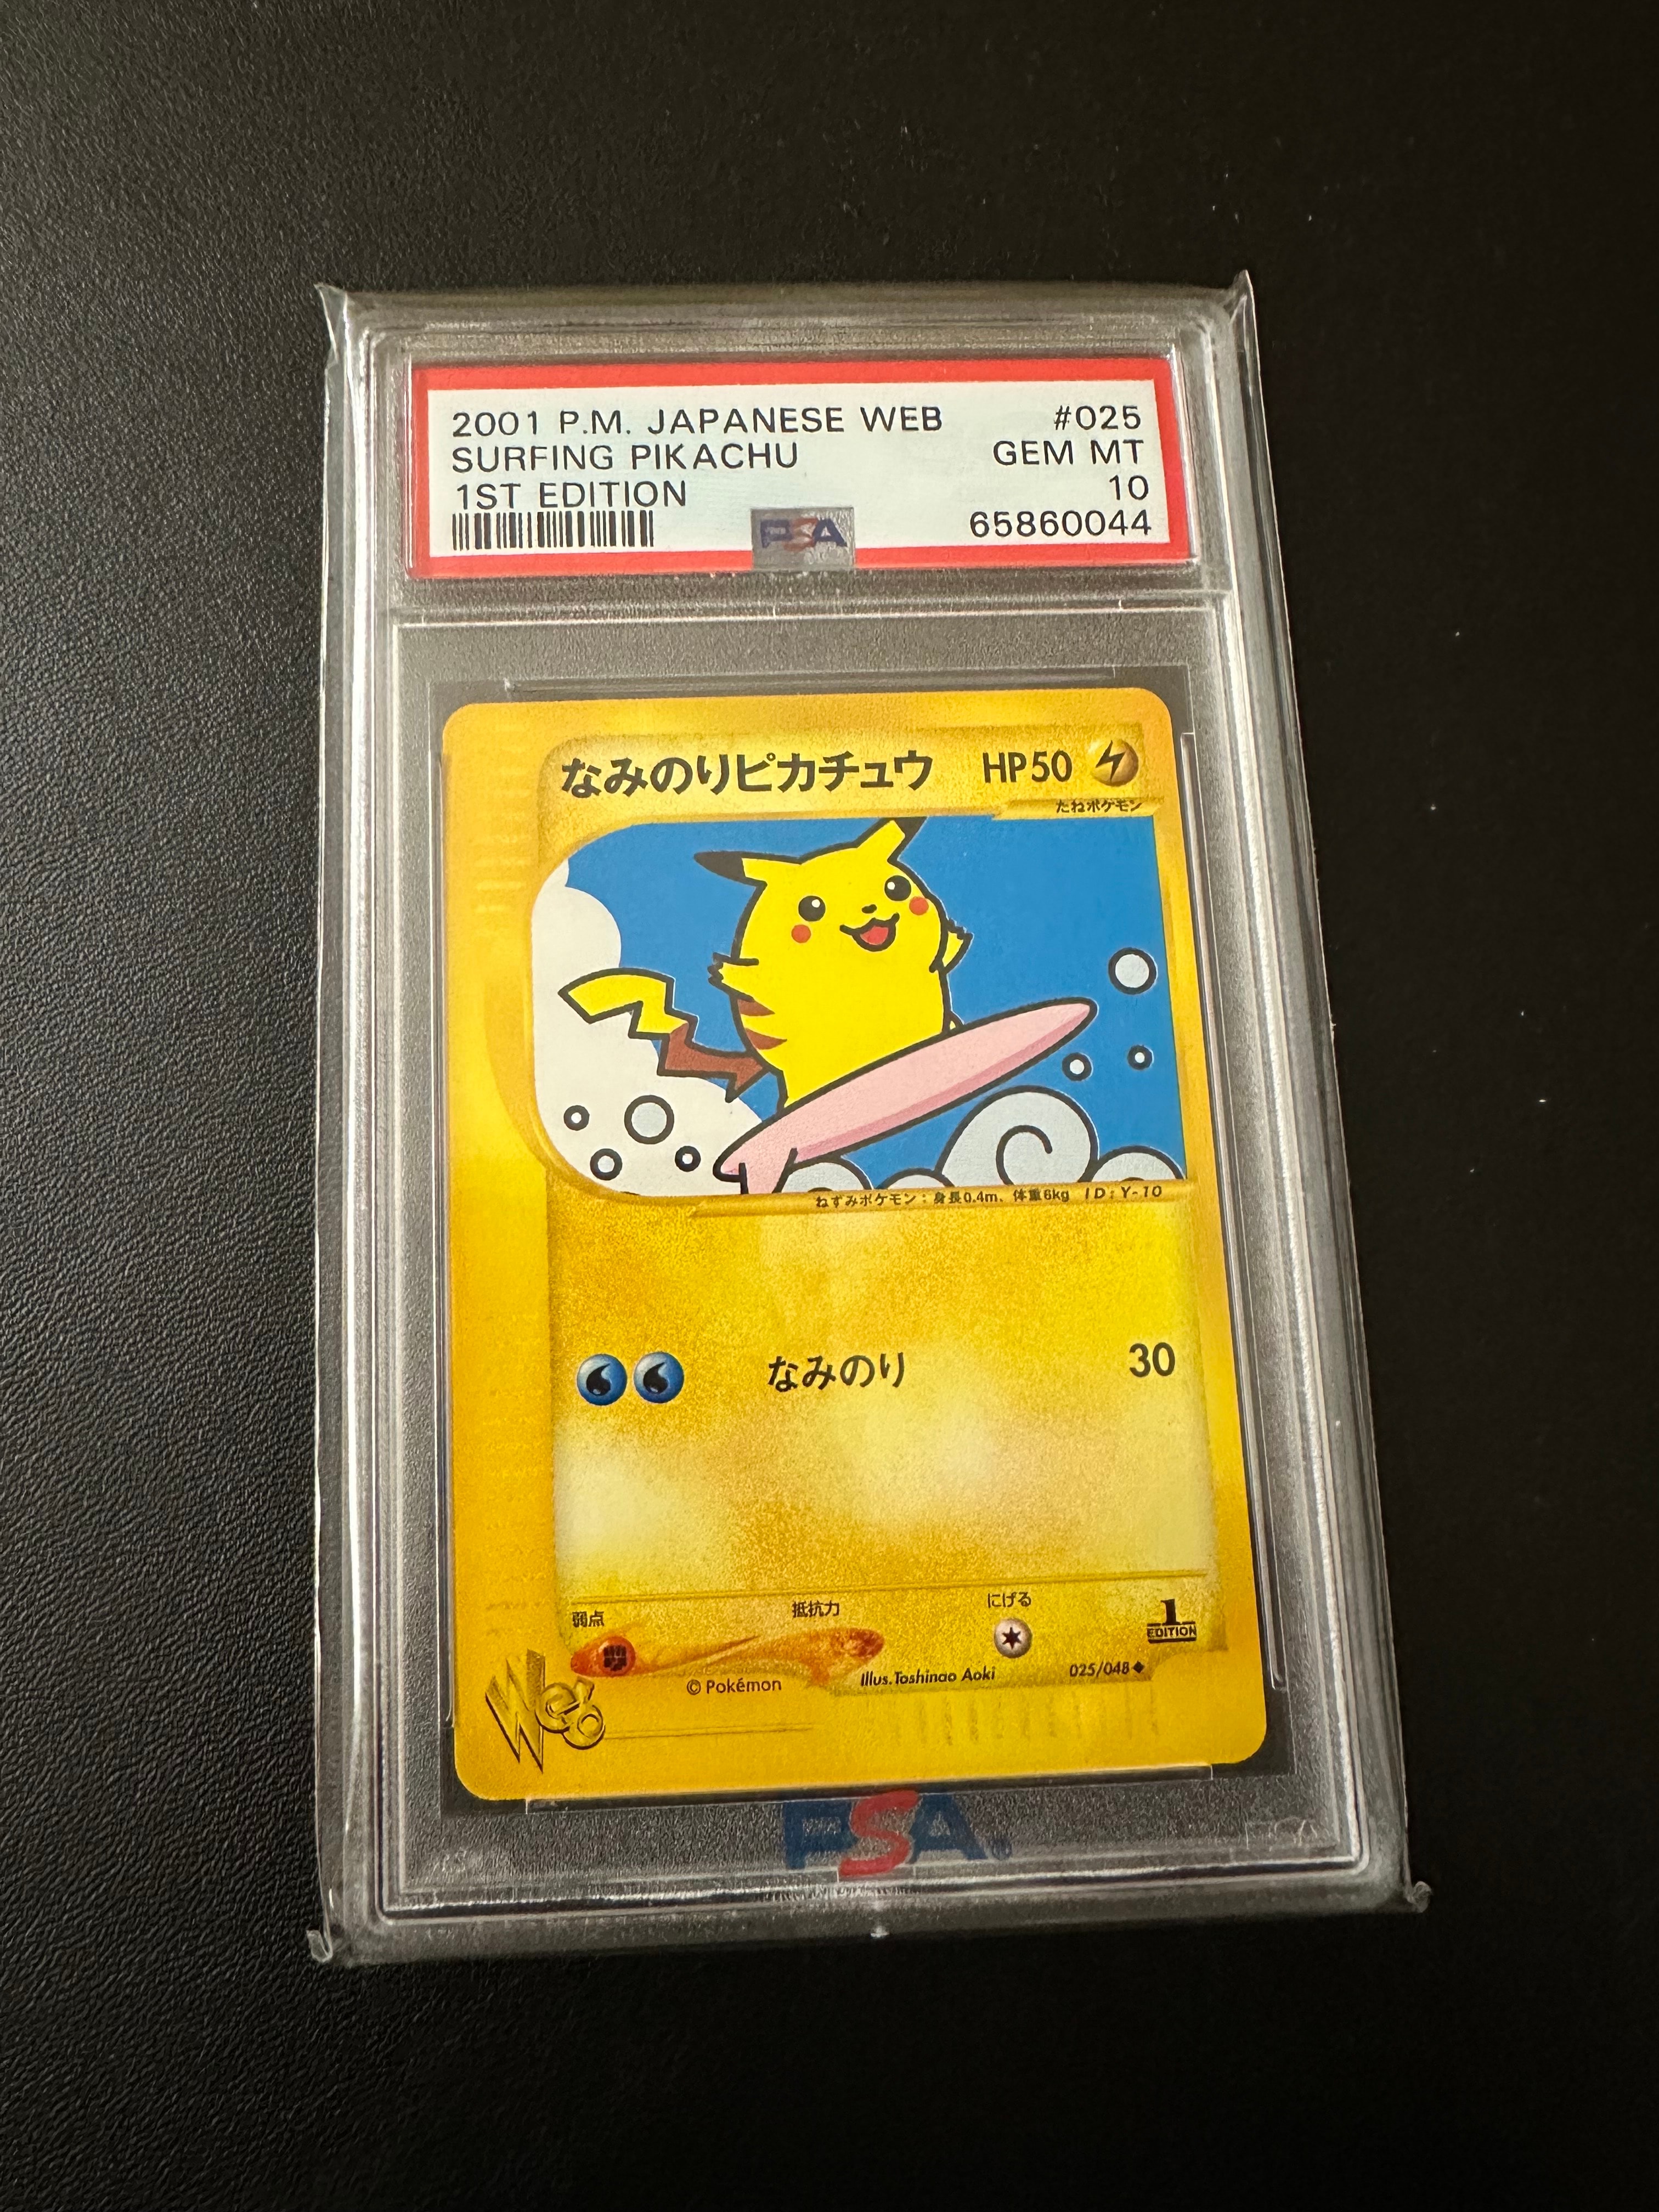 2001 P.M. JAPANESE WEB #025
SURFING PIKACHU GEM MT
1ST EDITION 10
65860044
PSA
なみのりピカチュウ HP50
たねポケモン
ねずみポケモン：身長0.4m、体重6kg ID:Y-10
なみのり 30
弱点 抵抗力 にげる
1
EDITION
Web
© Pokémon Illus. Toshinao Aoki 025/048
PSA®